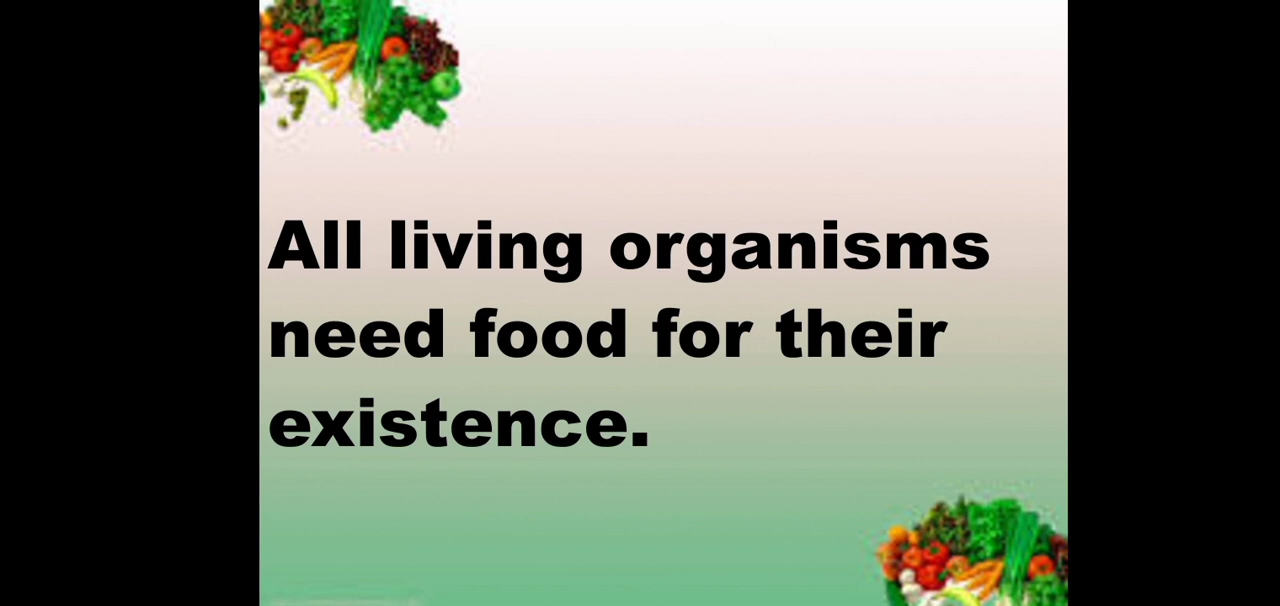 All living organisms
need food for their
existence.